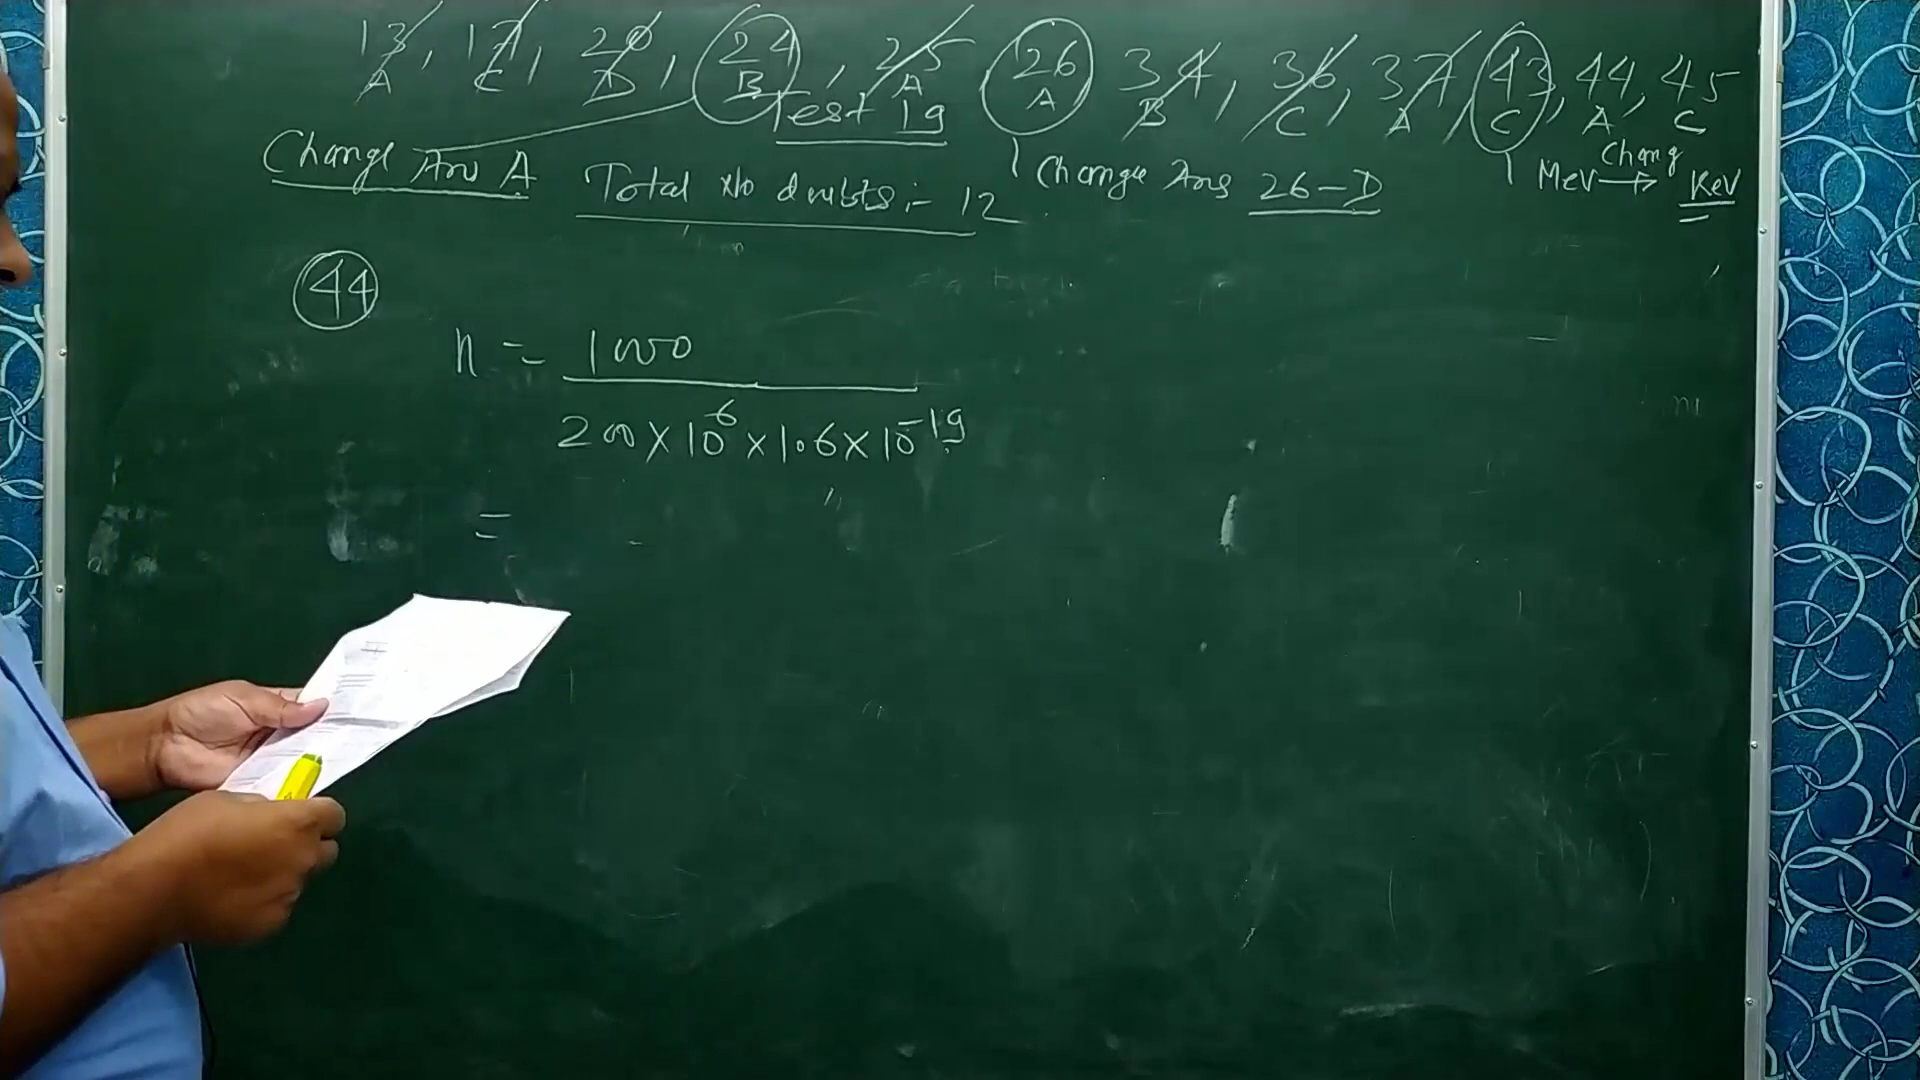 13, 17, 20, 24, 25 26 34, 36, 37, 43, 44, 45
A C D B A A B C A C A C
Test 19
Change Ans A Total No doubts:- 12 Change Ans 26-D MeV → KeV
Chang
44
n = 1000
200 × 10^6 × 1.6 × 10^-19
=